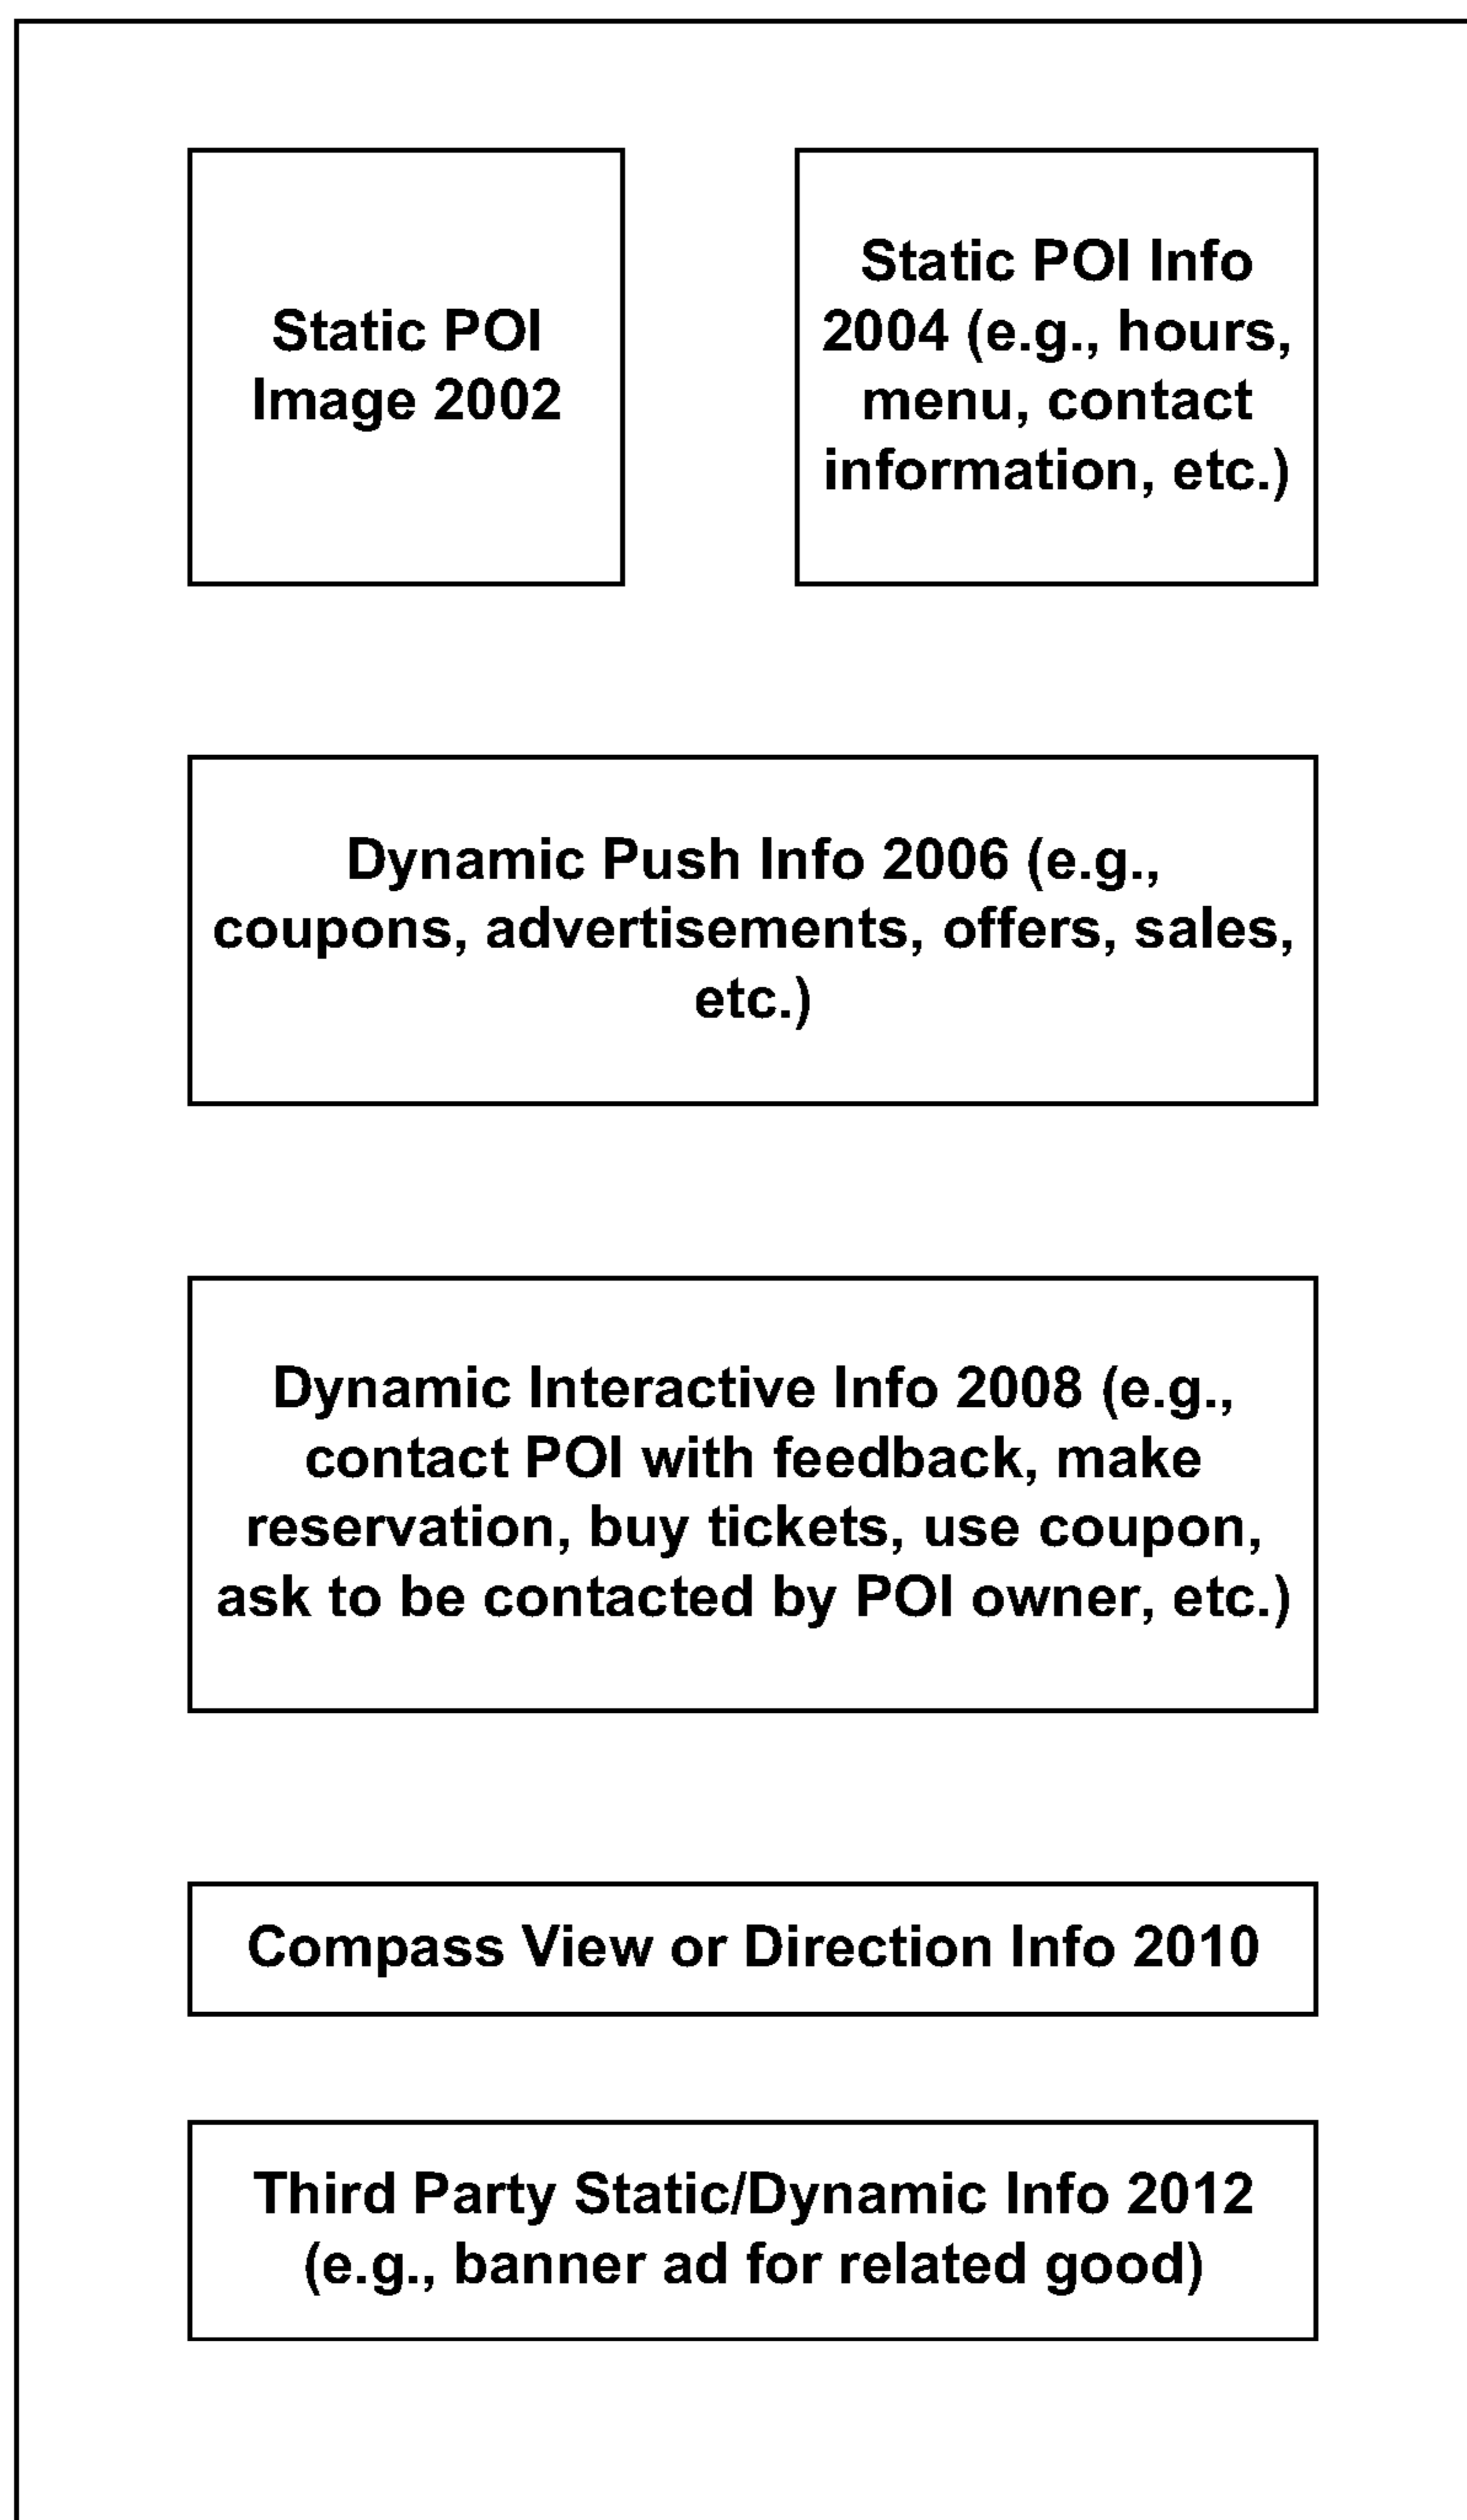 Static POI
Image 2002
Static POI Info
2004 (e.g., hours,
menu, contact
information, etc.)
Dynamic Push Info 2006 (e.g.,
coupons, advertisements, offers, sales,
etc.)
Dynamic Interactive Info 2008 (e.g.,
contact POI with feedback, make
reservation, buy tickets, use coupon,
ask to be contacted by POI owner, etc.)
Compass View or Direction Info 2010
Third Party Static/Dynamic Info 2012
(e.g., banner ad for related good)